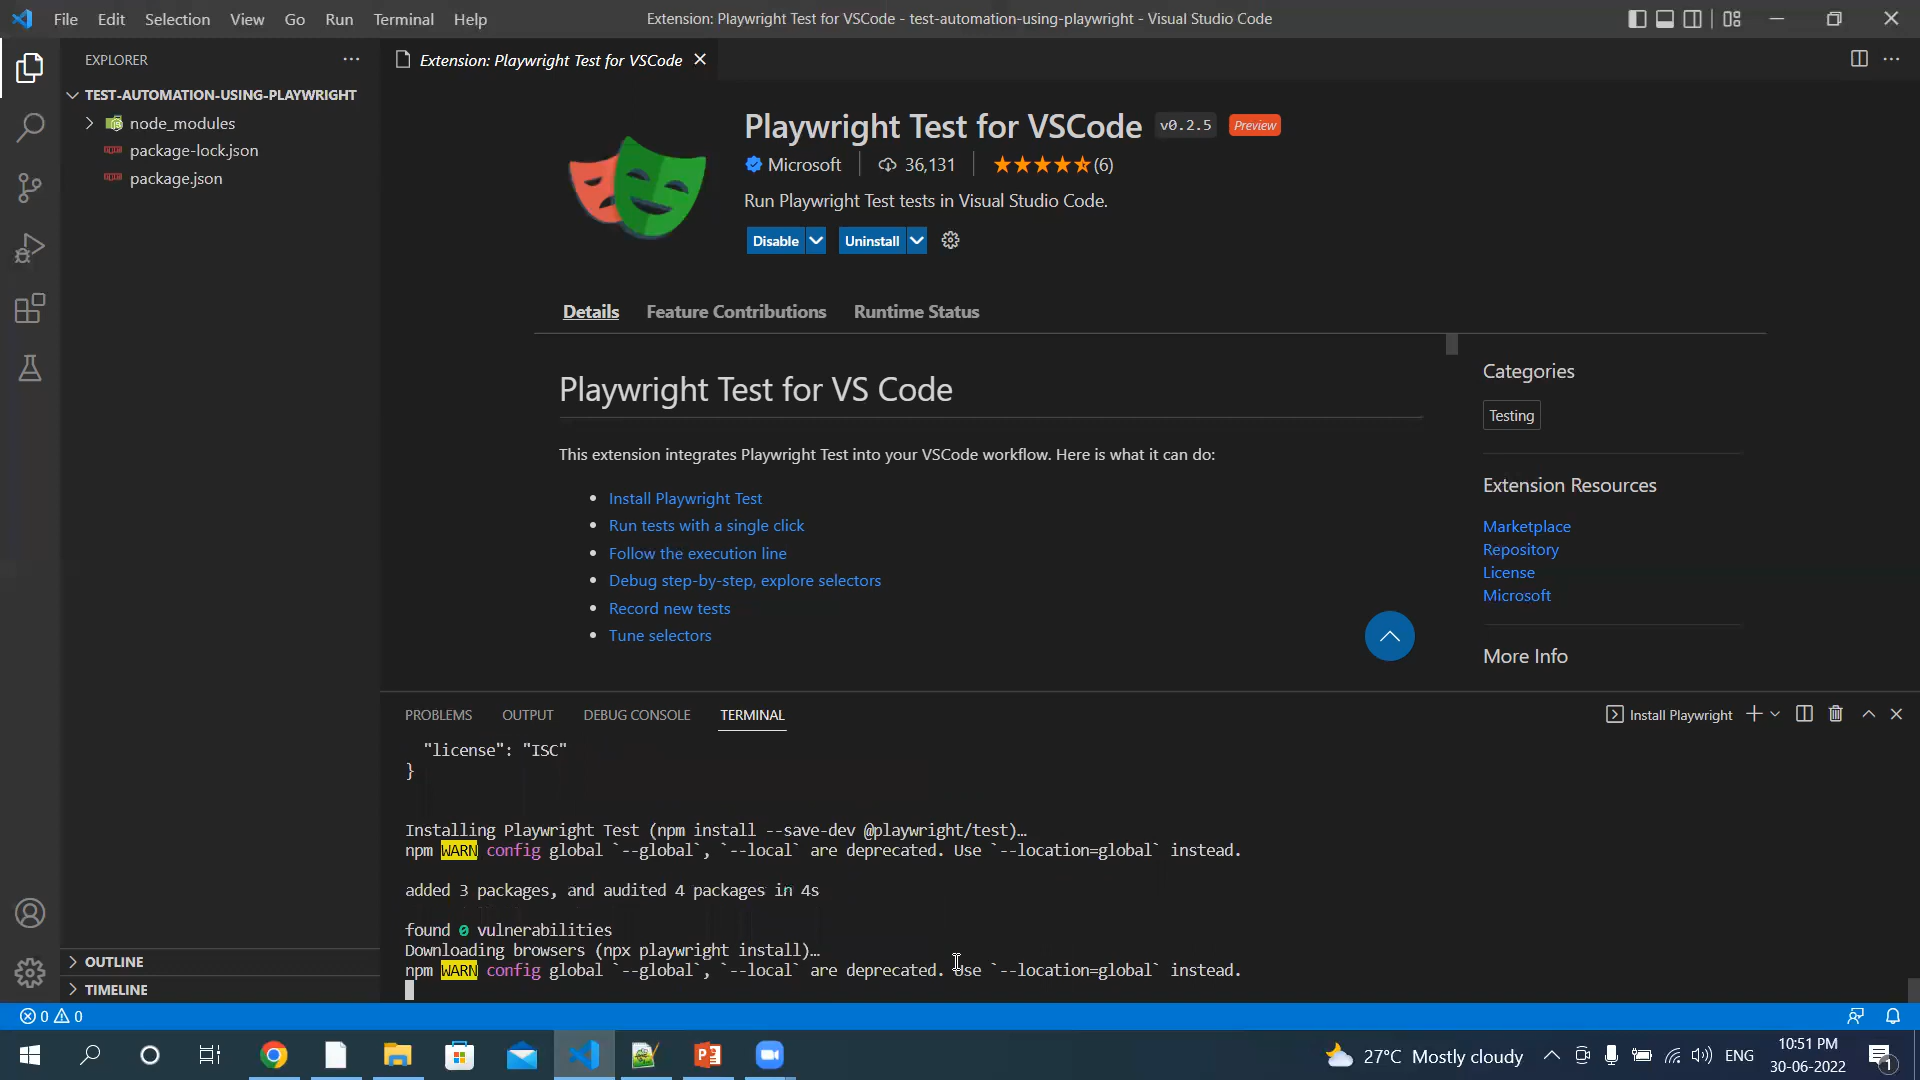 File Edit Selection View Go Run Terminal Help
Extension: Playwright Test for VSCode - test-automation-using-playwright - Visual Studio Code
EXPLORER
TEST-AUTOMATION-USING-PLAYWRIGHT
node_modules
package-lock.json
package.json
OUTLINE
TIMELINE
Extension: Playwright Test for VSCode
Playwright Test for VSCode v0.2.5 Preview
Microsoft 36,131 (6)
Run Playwright Test tests in Visual Studio Code.
Disable Uninstall
Details Feature Contributions Runtime Status
Playwright Test for VS Code
This extension integrates Playwright Test into your VSCode workflow. Here is what it can do:
• Install Playwright Test
• Run tests with a single click
• Follow the execution line
• Debug step-by-step, explore selectors
• Record new tests
• Tune selectors
Categories
Testing
Extension Resources
Marketplace
Repository
License
Microsoft
More Info
PROBLEMS OUTPUT DEBUG CONSOLE TERMINAL
Install Playwright
"license": "ISC"
}
Installing Playwright Test (npm install --save-dev @playwright/test)…
npm WARN config global `--global`, `--local` are deprecated. Use `--location=global` instead.
added 3 packages, and audited 4 packages in 4s
found 0 vulnerabilities
Downloading browsers (npx playwright install)…
npm WARN config global `--global`, `--local` are deprecated. Use `--location=global` instead.
0 0
27°C Mostly cloudy
ENG
10:51 PM
30-06-2022
1